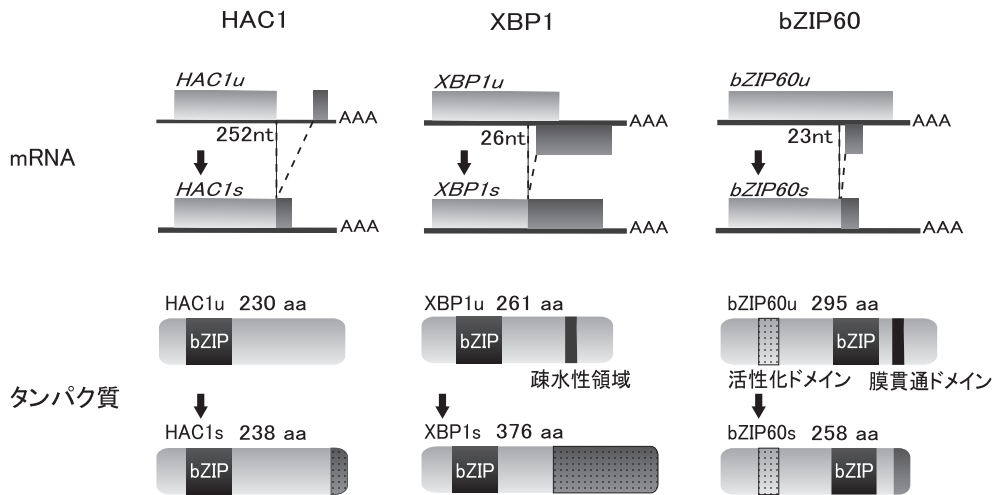 HAC1 XBP1 bZIP60
mRNA
HAC1u
AAA
252nt
HAC1s
AAA
XBP1u
AAA
26nt
XBP1s
AAA
bZIP60u
AAA
23nt
bZIP60s
AAA
タンパク質
HAC1u 230 aa
bZIP
HAC1s 238 aa
bZIP
XBP1u 261 aa
bZIP
疎水性領域
XBP1s 376 aa
bZIP
bZIP60u 295 aa
bZIP
活性化ドメイン 膜貫通ドメイン
bZIP60s 258 aa
bZIP